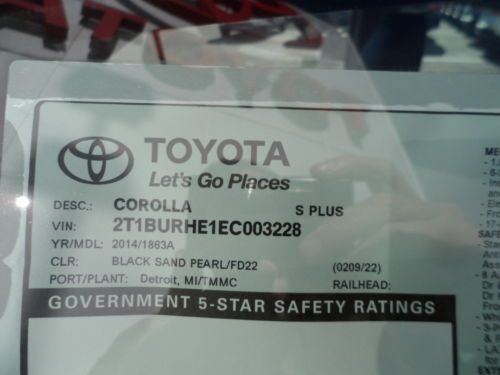 TOYOTA
Let's Go Places
DESC.: COROLLA S PLUS
VIN: 2T1BURHE1EC003228
YR/MDL: 2014/1863A
CLR: BLACK SAND PEARL/FD22 (0209/22)
PORT/PLANT: Detroit, MI/TMMC RAILHEAD:
GOVERNMENT 5-STAR SAFETY RATINGS